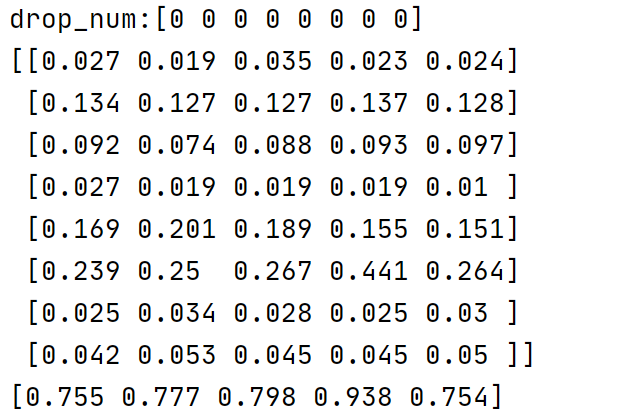 drop_num:[0 0 0 0 0 0 0 0]
[[0.027 0.019 0.035 0.023 0.024]
 [0.134 0.127 0.127 0.137 0.128]
 [0.092 0.074 0.088 0.093 0.097]
 [0.027 0.019 0.019 0.019 0.01 ]
 [0.169 0.201 0.189 0.155 0.151]
 [0.239 0.25  0.267 0.441 0.264]
 [0.025 0.034 0.028 0.025 0.03 ]
 [0.042 0.053 0.045 0.045 0.05 ]]
[0.755 0.777 0.798 0.938 0.754]